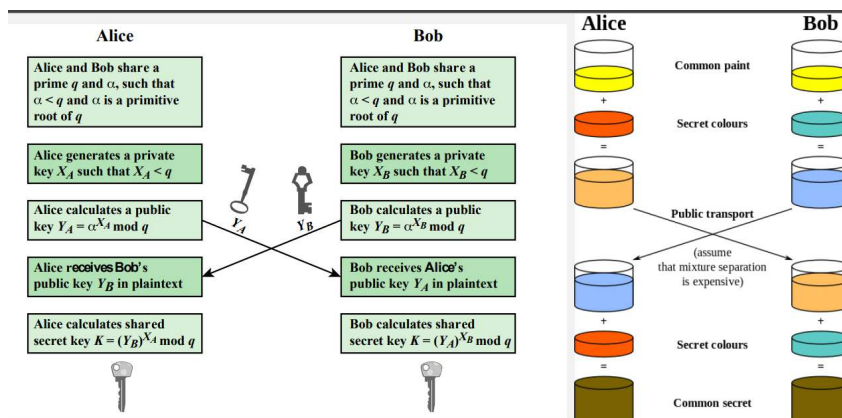 Alice
Alice and Bob share a
prime q and α, such that
α < q and α is a primitive
root of q
Alice generates a private
key X_A such that X_A < q
Alice calculates a public
key Y_A = α^X_A mod q
Alice receives Bob's
public key Y_B in plaintext
Alice calculates shared
secret key K = (Y_B)^X_A mod q
Y_A
Y_B
Bob
Alice and Bob share a
prime q and α, such that
α < q and α is a primitive
root of q
Bob generates a private
key X_B such that X_B < q
Bob calculates a public
key Y_B = α^X_B mod q
Bob receives Alice's
public key Y_A in plaintext
Bob calculates shared
secret key K = (Y_A)^X_B mod q
Alice Bob
Common paint
+ +
Secret colours
= =
Public transport
(assume
that mixture separation
is expensive)
+ +
Secret colours
= =
Common secret